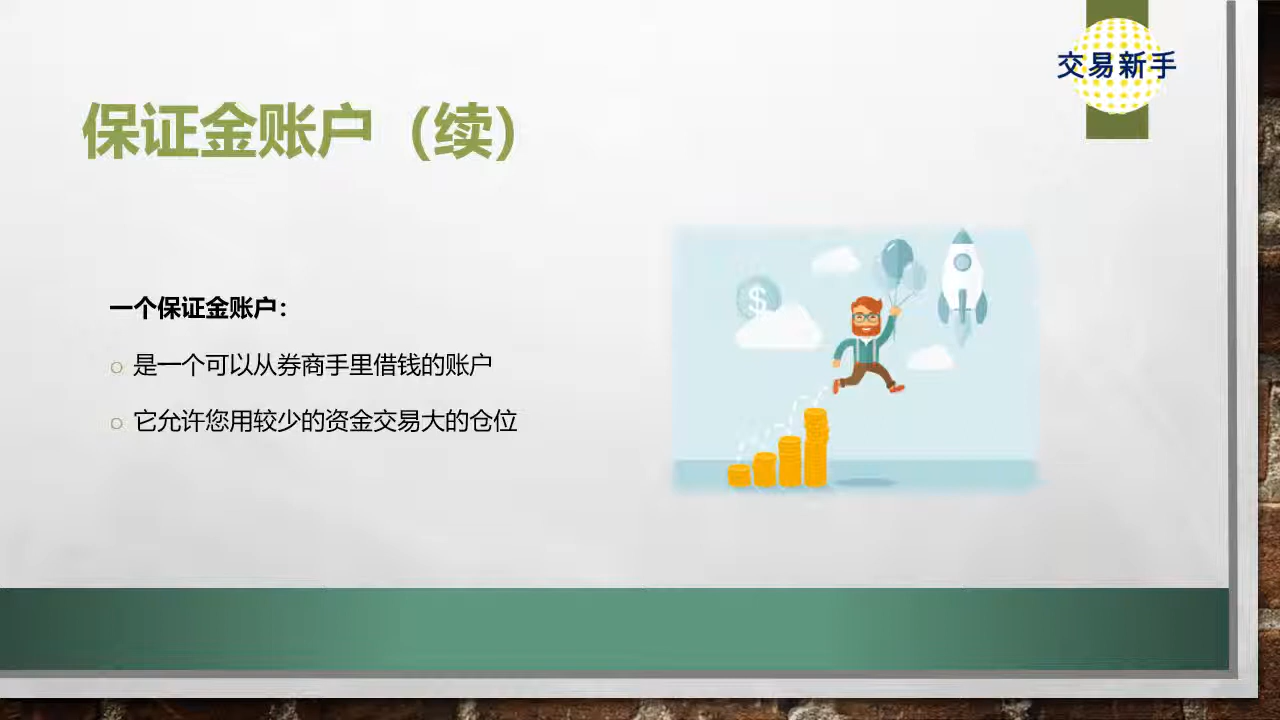 交易新手
保证金账户（续）
一个保证金账户：
是一个可以从券商手里借钱的账户
它允许您用较少的资金交易大的仓位
$